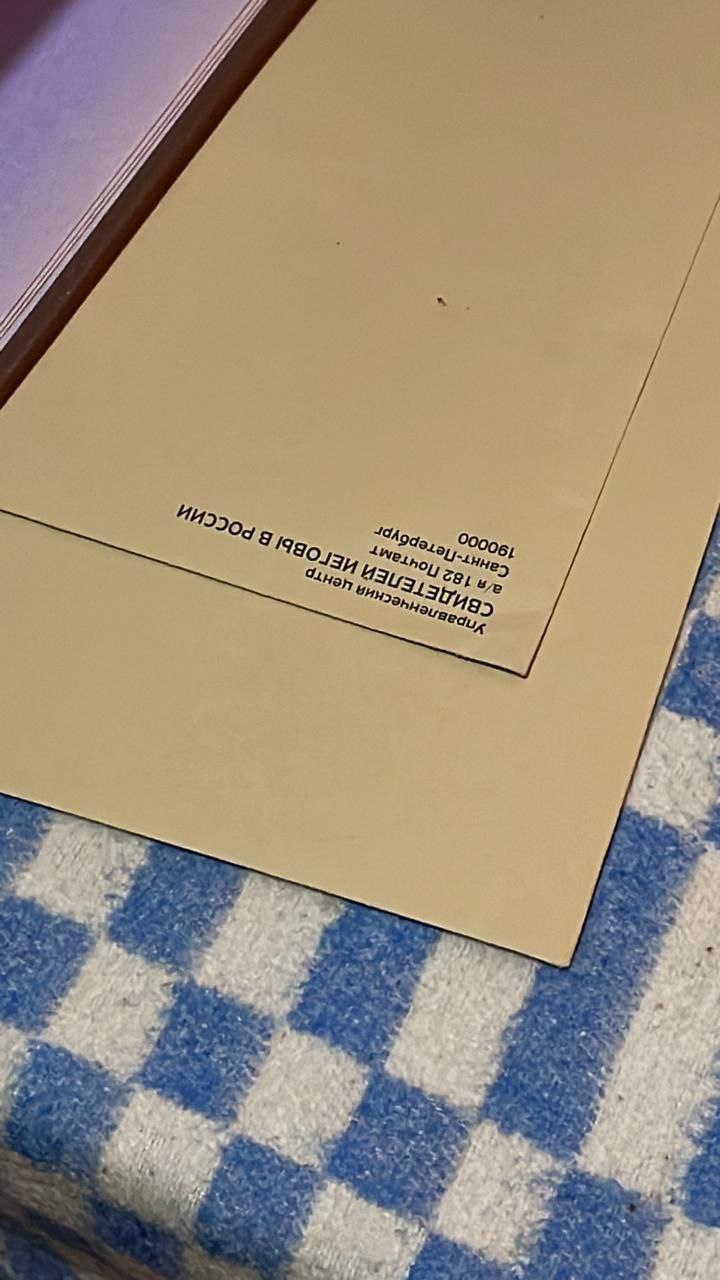 Управленческий центр
СВИДЕТЕЛЕЙ ИЕГОВЫ В РОССИИ
а/я 182 Почтамт
Санкт-Петербург
190000